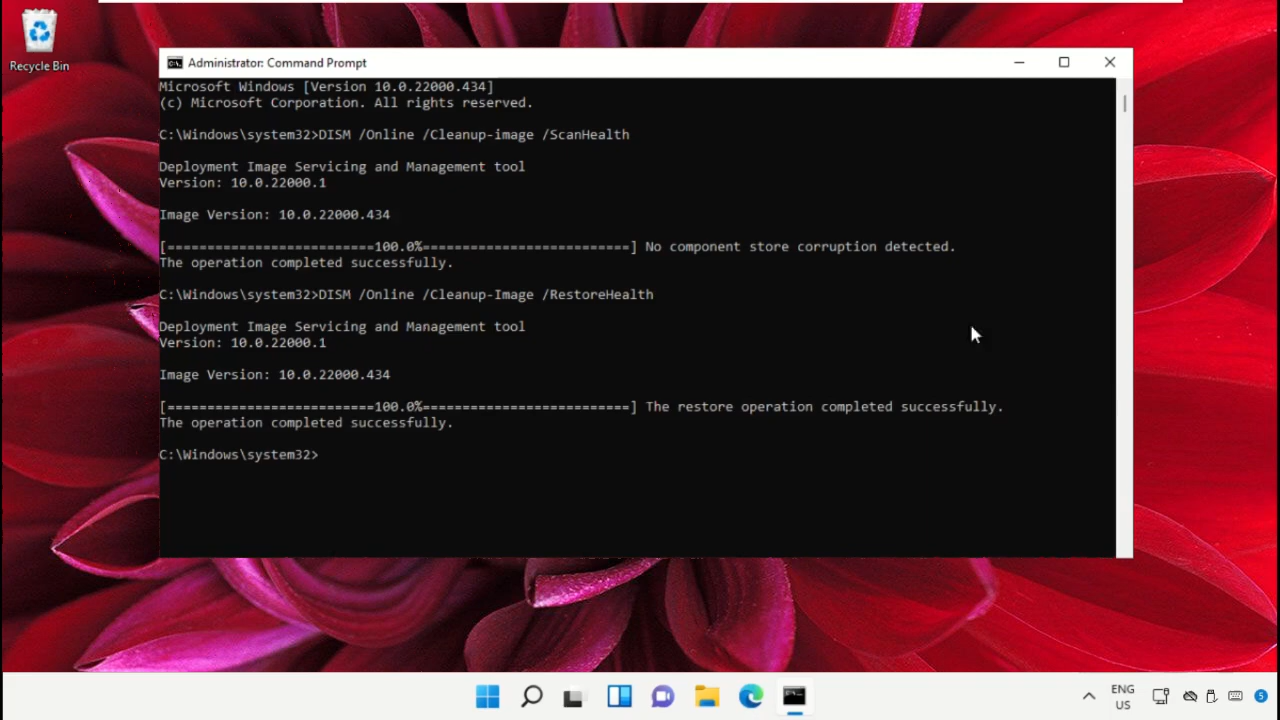 Recycle Bin
Administrator: Command Prompt
Microsoft Windows [Version 10.0.22000.434]
(c) Microsoft Corporation. All rights reserved.
C:\Windows\system32>DISM /Online /Cleanup-image /ScanHealth
Deployment Image Servicing and Management tool
Version: 10.0.22000.1
Image Version: 10.0.22000.434
[==========================100.0%==========================] No component store corruption detected.
The operation completed successfully.
C:\Windows\system32>DISM /Online /Cleanup-Image /RestoreHealth
Deployment Image Servicing and Management tool
Version: 10.0.22000.1
Image Version: 10.0.22000.434
[==========================100.0%==========================] The restore operation completed successfully.
The operation completed successfully.
C:\Windows\system32>
ENG
US
5